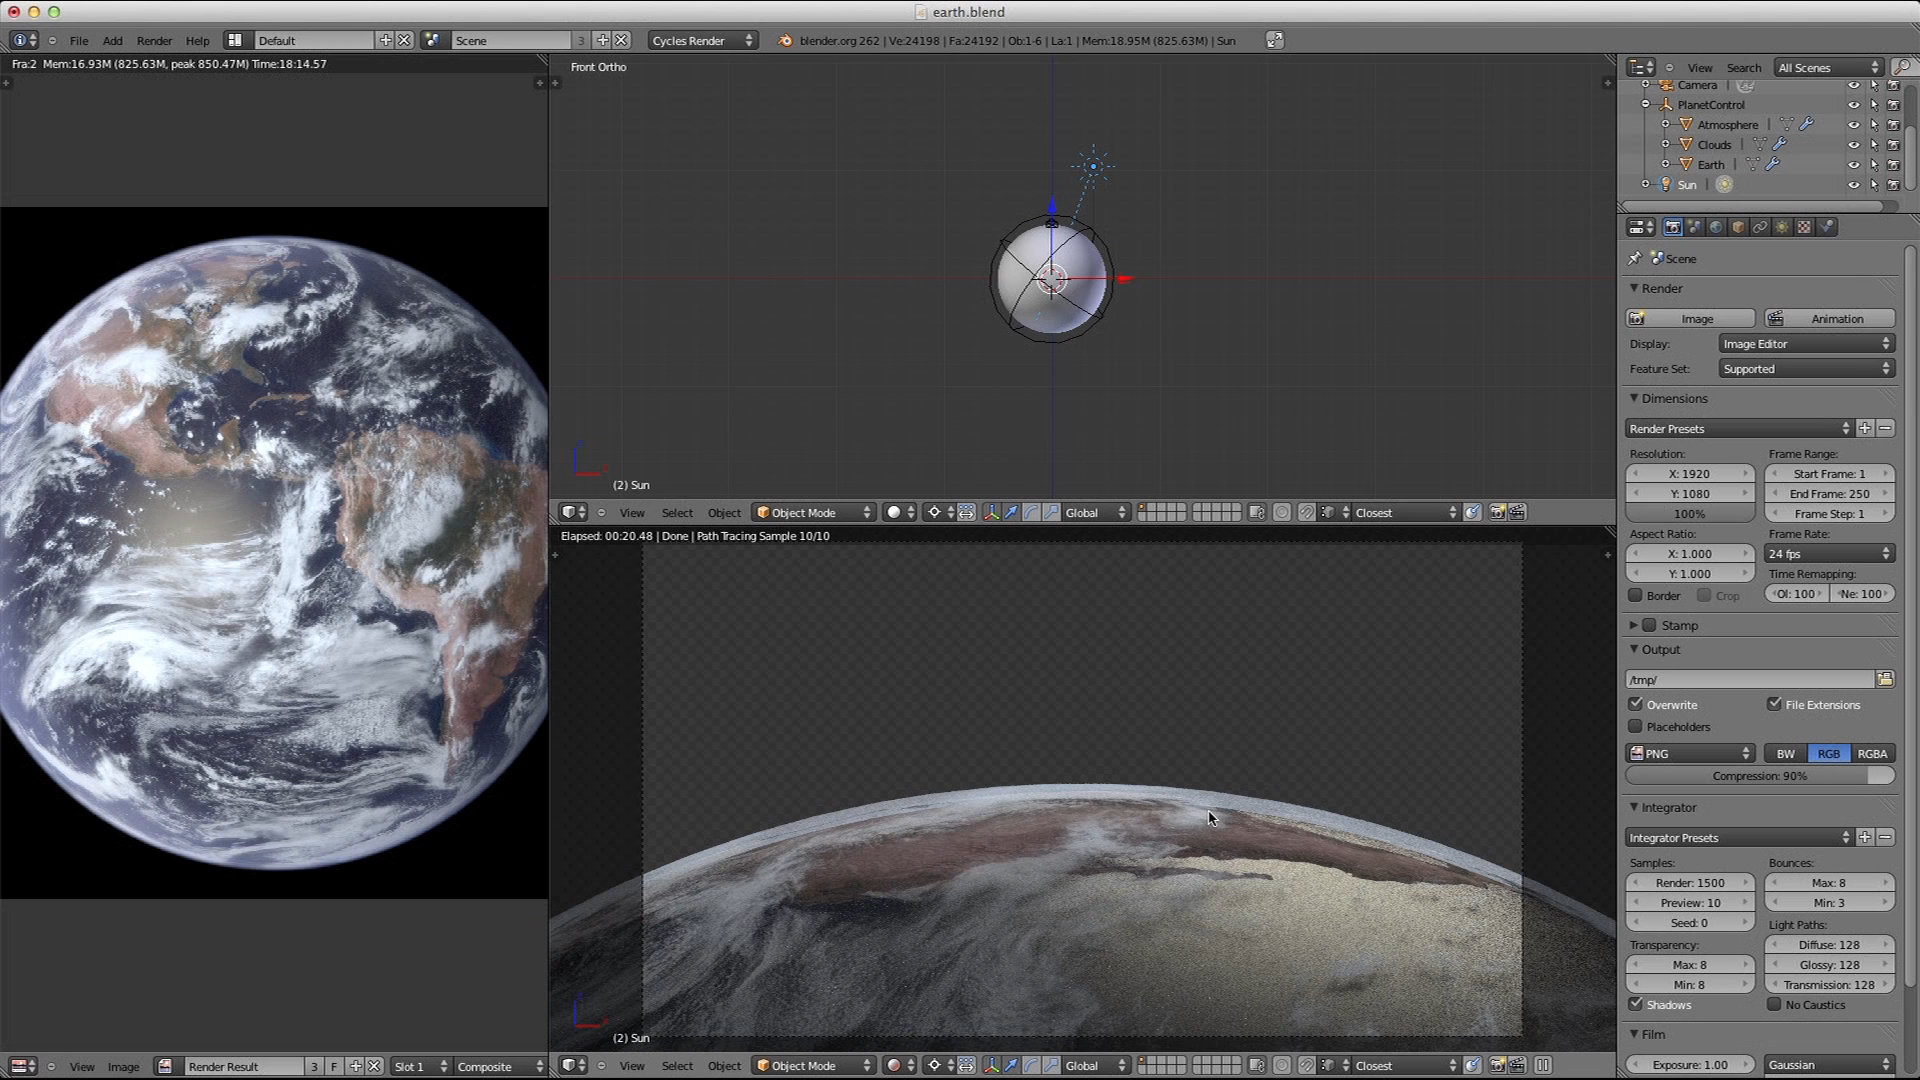 earth.blend
File Add Render Help Default Scene 3 Cycles Render blender.org 262 | Ve:24198 | Fa:24192 | Ob:1-6 | La:1 | Mem:18.95M (825.63M) | Sun
Fra:2 Mem:16.93M (825.63M, peak 850.47M) Time:18:14.57
Front Ortho
(2) Sun
View Select Object Object Mode Global Closest
Elapsed: 00:20.48 | Done | Path Tracing Sample 10/10
(2) Sun
View Image Render Result 3 F Slot 1 Composite
View Select Object Object Mode Global Closest
View Search All Scenes
Camera
PlanetControl
Atmosphere
Clouds
Earth
Sun
Scene
Render
Image Animation
Display: Image Editor
Feature Set: Supported
Dimensions
Render Presets
Resolution: Frame Range:
X: 1920 Start Frame: 1
Y: 1080 End Frame: 250
100% Frame Step: 1
Aspect Ratio: Frame Rate:
X: 1.000 24 fps
Y: 1.000 Time Remapping:
Border Crop Ol: 100 Ne: 100
Stamp
Output
/tmp/
Overwrite File Extensions
Placeholders
PNG BW RGB RGBA
Compression: 90%
Integrator
Integrator Presets
Samples: Bounces:
Render: 1500 Max: 8
Preview: 10 Min: 3
Seed: 0 Light Paths:
Transparency: Diffuse: 128
Max: 8 Glossy: 128
Min: 8 Transmission: 128
Shadows No Caustics
Film
Exposure: 1.00 Gaussian